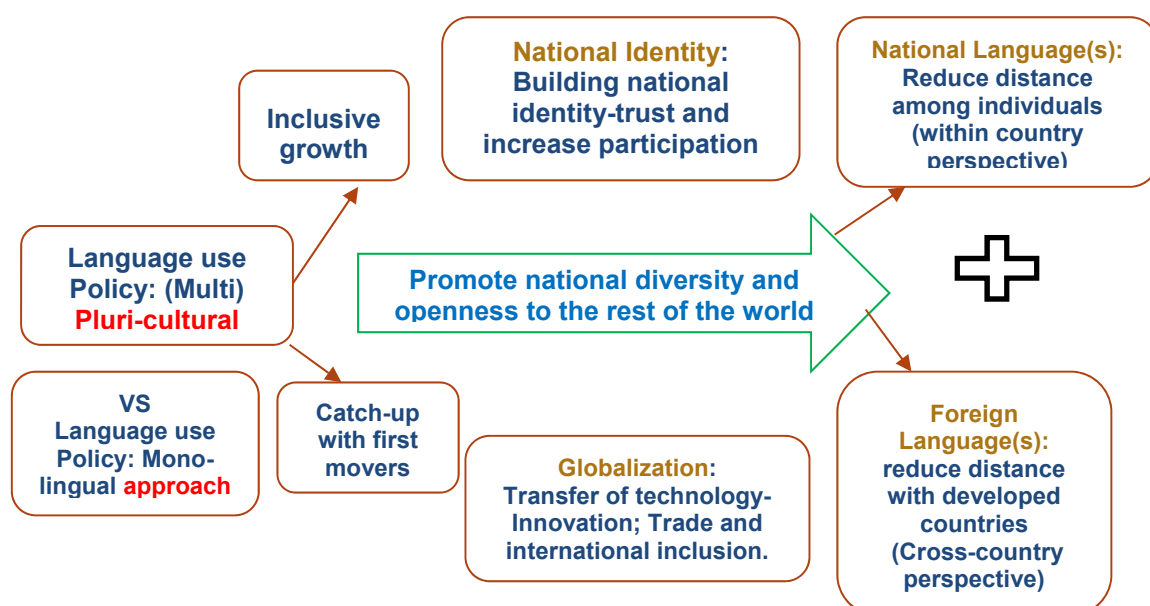 National Identity:
Building national
identity-trust and
increase participation
National Language(s):
Reduce distance
among individuals
(within country
perspective)
Inclusive
growth
Language use
Policy: (Multi)
Pluri-cultural
Promote national diversity and
openness to the rest of the world
VS
Language use
Policy: Mono-
lingual approach
Catch-up
with first
movers
Globalization:
Transfer of technology-
Innovation; Trade and
international inclusion.
Foreign
Language(s):
reduce distance
with developed
countries
(Cross-country
perspective)